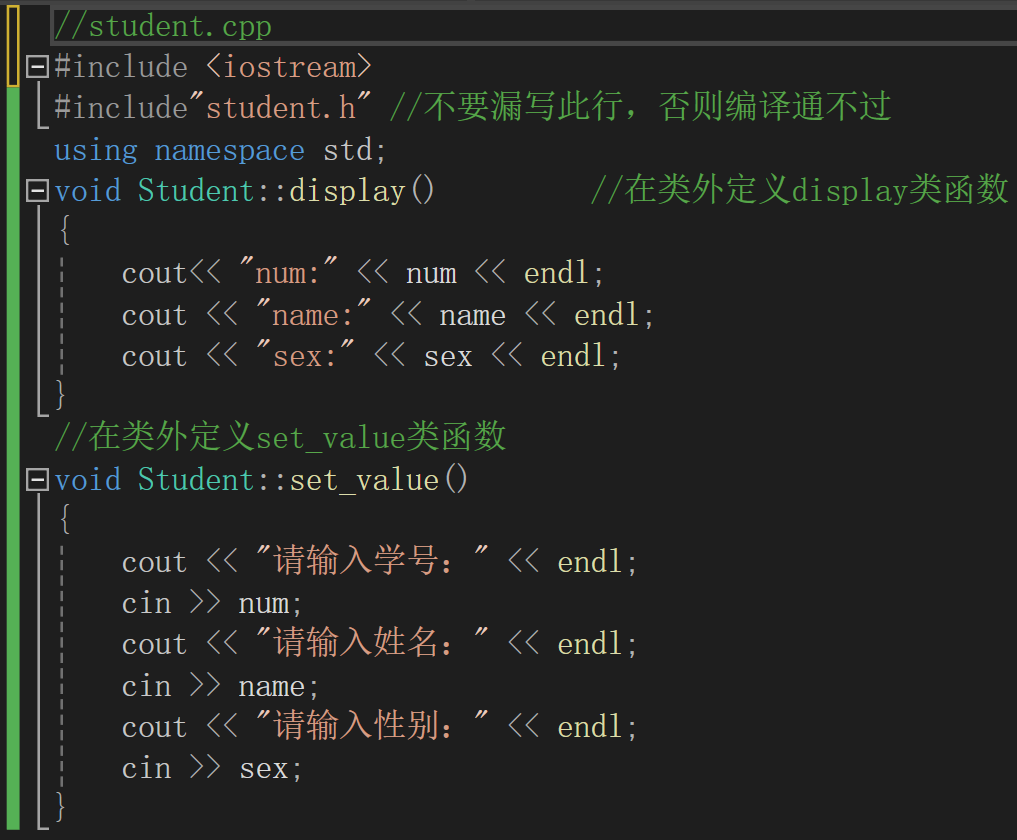 //student.cpp
#include <iostream>
#include"student.h" //不要漏写此行，否则编译通不过
using namespace std;
void Student::display()         //在类外定义display类函数
{
    cout<< "num:" << num << endl;
    cout << "name:" << name << endl;
    cout << "sex:" << sex << endl;
}
//在类外定义set_value类函数
void Student::set_value()
{
    cout << "请输入学号：" << endl;
    cin >> num;
    cout << "请输入姓名：" << endl;
    cin >> name;
    cout << "请输入性别：" << endl;
    cin >> sex;
}